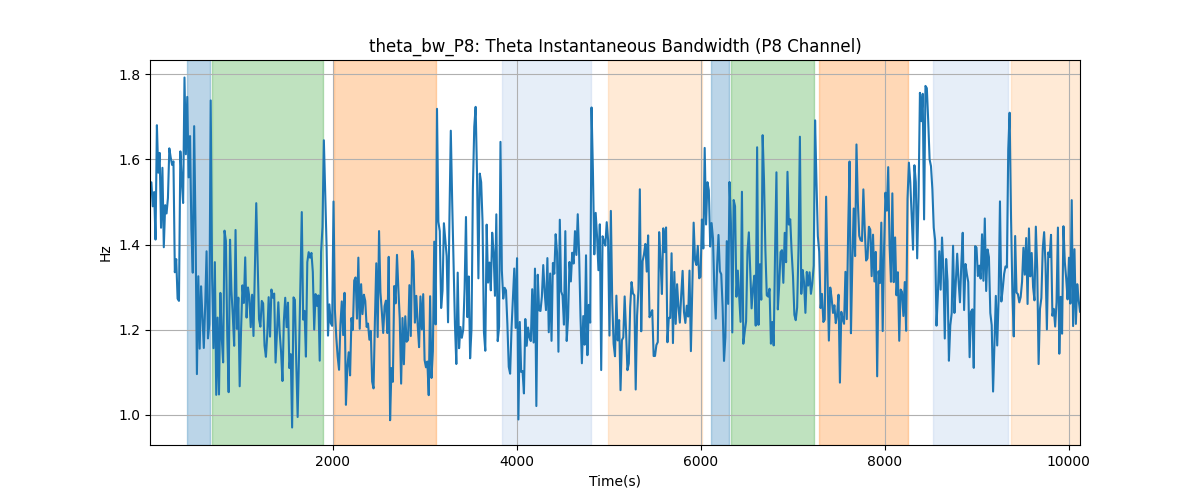 theta_bw_P8: Theta Instantaneous Bandwidth (P8 Channel)
1.8
1.6
1.4
1.2
1.0
Hz
2000 4000 6000 8000 10000
Time(s)